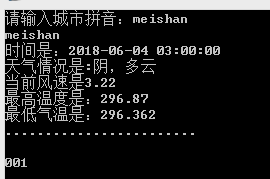 请输入城市拼音：meishan
meishan
时间是：2018-06-04 03:00:00
天气情况是:阴，多云
当前风速是3.22
最高温度是：296.87
最低气温是：296.362
------------------------
001